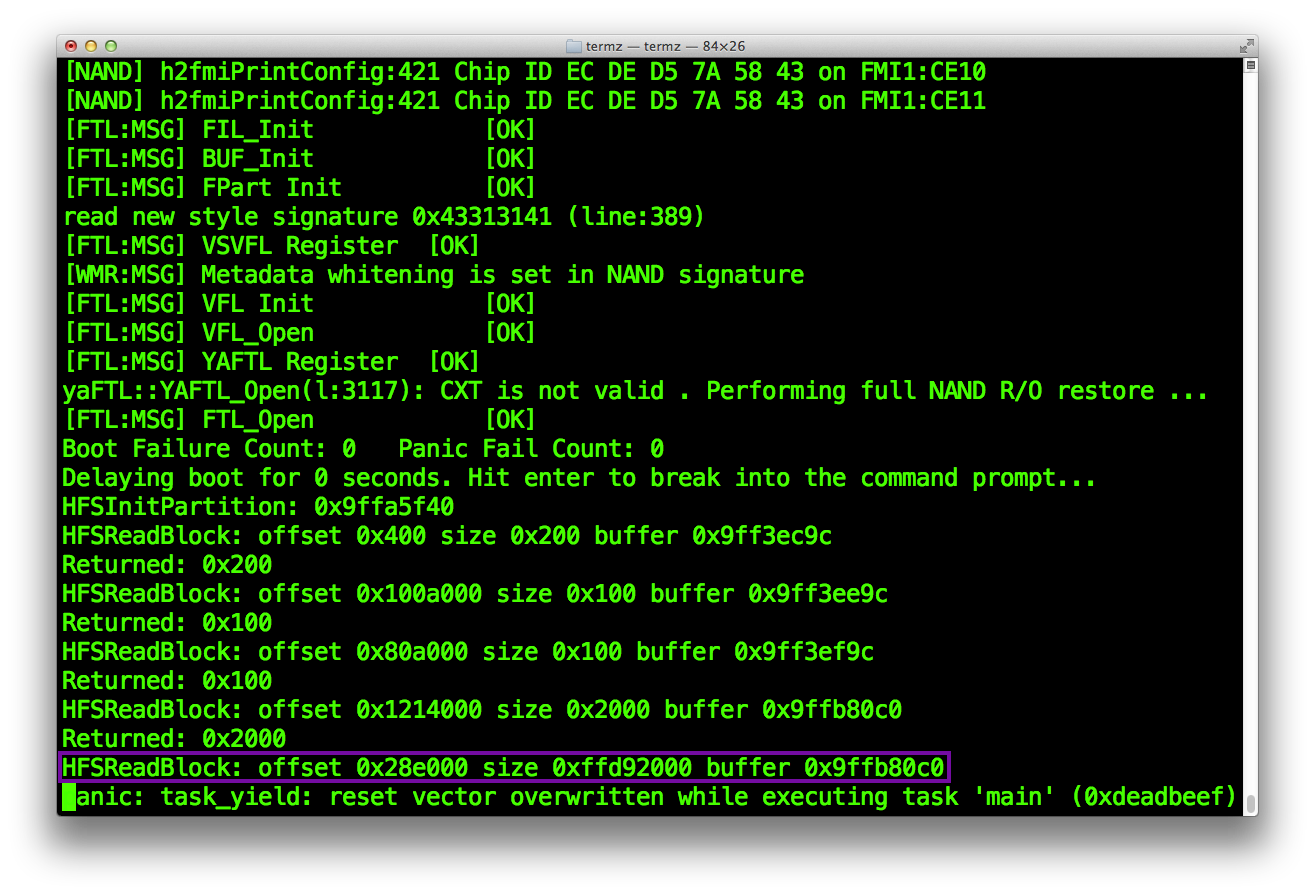 termz — termz — 84×26
[NAND] h2fmiPrintConfig:421 Chip ID EC DE D5 7A 58 43 on FMI1:CE10
[NAND] h2fmiPrintConfig:421 Chip ID EC DE D5 7A 58 43 on FMI1:CE11
[FTL:MSG] FIL_Init            [OK]
[FTL:MSG] BUF_Init            [OK]
[FTL:MSG] FPart Init          [OK]
read new style signature 0x43313141 (line:389)
[FTL:MSG] VSVFL Register  [OK]
[WMR:MSG] Metadata whitening is set in NAND signature
[FTL:MSG] VFL Init            [OK]
[FTL:MSG] VFL_Open            [OK]
[FTL:MSG] YAFTL Register  [OK]
yaFTL::YAFTL_Open(l:3117): CXT is not valid . Performing full NAND R/O restore ...
[FTL:MSG] FTL_Open            [OK]
Boot Failure Count: 0   Panic Fail Count: 0
Delaying boot for 0 seconds. Hit enter to break into the command prompt...
HFSInitPartition: 0x9ffa5f40
HFSReadBlock: offset 0x400 size 0x200 buffer 0x9ff3ec9c
Returned: 0x200
HFSReadBlock: offset 0x100a000 size 0x100 buffer 0x9ff3ee9c
Returned: 0x100
HFSReadBlock: offset 0x80a000 size 0x100 buffer 0x9ff3ef9c
Returned: 0x100
HFSReadBlock: offset 0x1214000 size 0x2000 buffer 0x9ffb80c0
Returned: 0x2000
HFSReadBlock: offset 0x28e000 size 0xffd92000 buffer 0x9ffb80c0
anic: task_yield: reset vector overwritten while executing task 'main' (0xdeadbeef)